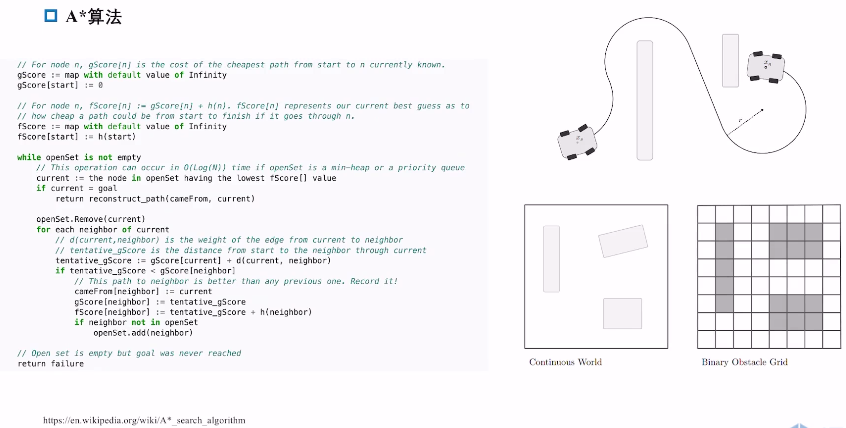 A*算法
// For node n, gScore[n] is the cost of the cheapest path from start to n currently known.
gScore := map with default value of Infinity
gScore[start] := 0
// For node n, fScore[n] := gScore[n] + h(n). fScore[n] represents our current best guess as to
// how cheap a path could be from start to finish if it goes through n.
fScore := map with default value of Infinity
fScore[start] := h(start)
while openSet is not empty
// This operation can occur in O(Log(N)) time if openSet is a min-heap or a priority queue
current := the node in openSet having the lowest fScore[] value
if current = goal
return reconstruct_path(cameFrom, current)
openSet.Remove(current)
for each neighbor of current
// d(current,neighbor) is the weight of the edge from current to neighbor
// tentative_gScore is the distance from start to the neighbor through current
tentative_gScore := gScore[current] + d(current, neighbor)
if tentative_gScore < gScore[neighbor]
// This path to neighbor is better than any previous one. Record it!
cameFrom[neighbor] := current
gScore[neighbor] := tentative_gScore
fScore[neighbor] := tentative_gScore + h(neighbor)
if neighbor not in openSet
openSet.add(neighbor)
// Open set is empty but goal was never reached
return failure
r
Continuous World
Binary Obstacle Grid
https://en.wikipedia.org/wiki/A*_search_algorithm